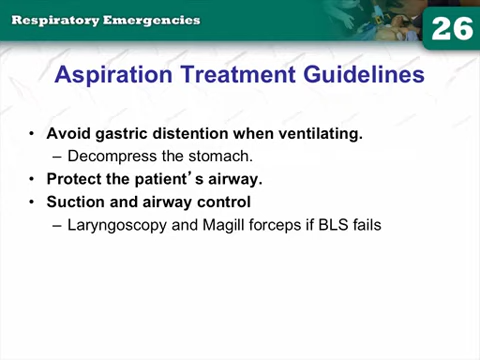 Respiratory Emergencies
26
Aspiration Treatment Guidelines
• Avoid gastric distention when ventilating.
– Decompress the stomach.
• Protect the patient’s airway.
• Suction and airway control
– Laryngoscopy and Magill forceps if BLS fails